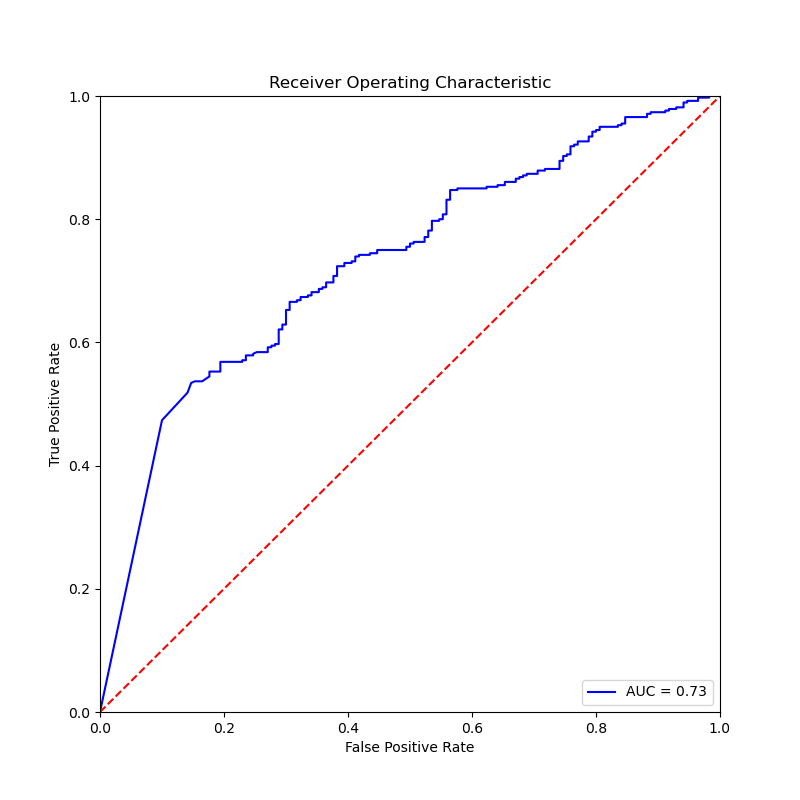 Receiver Operating Characteristic
True Positive Rate
1.0
0.8
0.6
0.4
0.2
0.0
AUC = 0.73
0.0 0.2 0.4 0.6 0.8 1.0
False Positive Rate